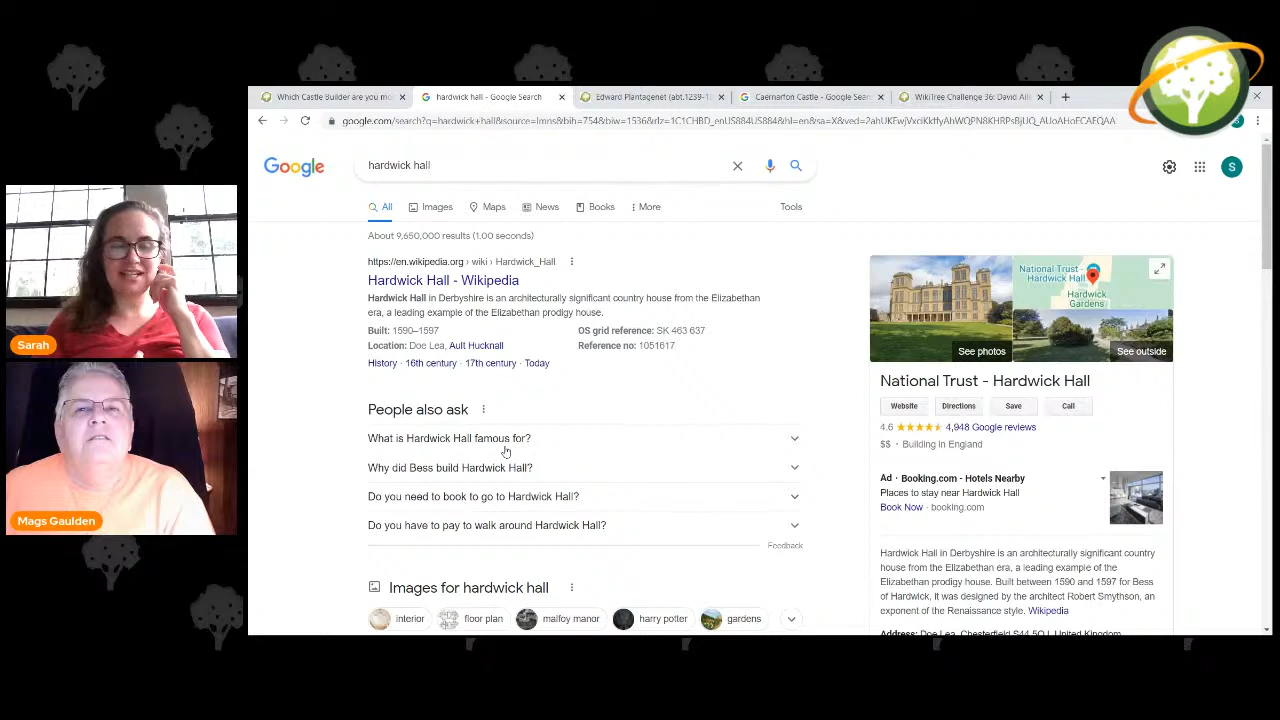 Which Castle Builder are you mo
hardwick hall - Google Search
Edward Plantagenet (abt.1239-1
Caernarfon Castle - Google Sear
WikiTree Challenge 36: David All
Google
hardwick hall
S
All
Images
Maps
News
Books
More
Tools
About 9,650,000 results (1.00 seconds)
https://en.wikipedia.org › wiki › Hardwick_Hall
Hardwick Hall - Wikipedia
Hardwick Hall in Derbyshire is an architecturally significant country house from the Elizabethan
era, a leading example of the Elizabethan prodigy house.
Built: 1590–1597
OS grid reference: SK 463 637
Location: Doe Lea, Ault Hucknall
Reference no: 1051617
History · 16th century · 17th century · Today
People also ask
What is Hardwick Hall famous for?
Why did Bess build Hardwick Hall?
Do you need to book to go to Hardwick Hall?
Do you have to pay to walk around Hardwick Hall?
Feedback
Images for hardwick hall
interior
floor plan
malfoy manor
harry potter
gardens
National Trust -
Hardwick Hall
Hardwick
Gardens
See photos
See outside
National Trust - Hardwick Hall
Website
Directions
Save
Call
4.6
4,948 Google reviews
$$ · Building in England
Ad · Booking.com - Hotels Nearby
Places to stay near Hardwick Hall
Book Now · booking.com
Hardwick Hall in Derbyshire is an architecturally significant
country house from the Elizabethan era, a leading example of the
Elizabethan prodigy house. Built between 1590 and 1597 for Bess
of Hardwick, it was designed by the architect Robert Smythson, an
exponent of the Renaissance style. Wikipedia
Address: Doe Lea, Chesterfield S44 5QJ, United Kingdom
Sarah
Mags Gaulden